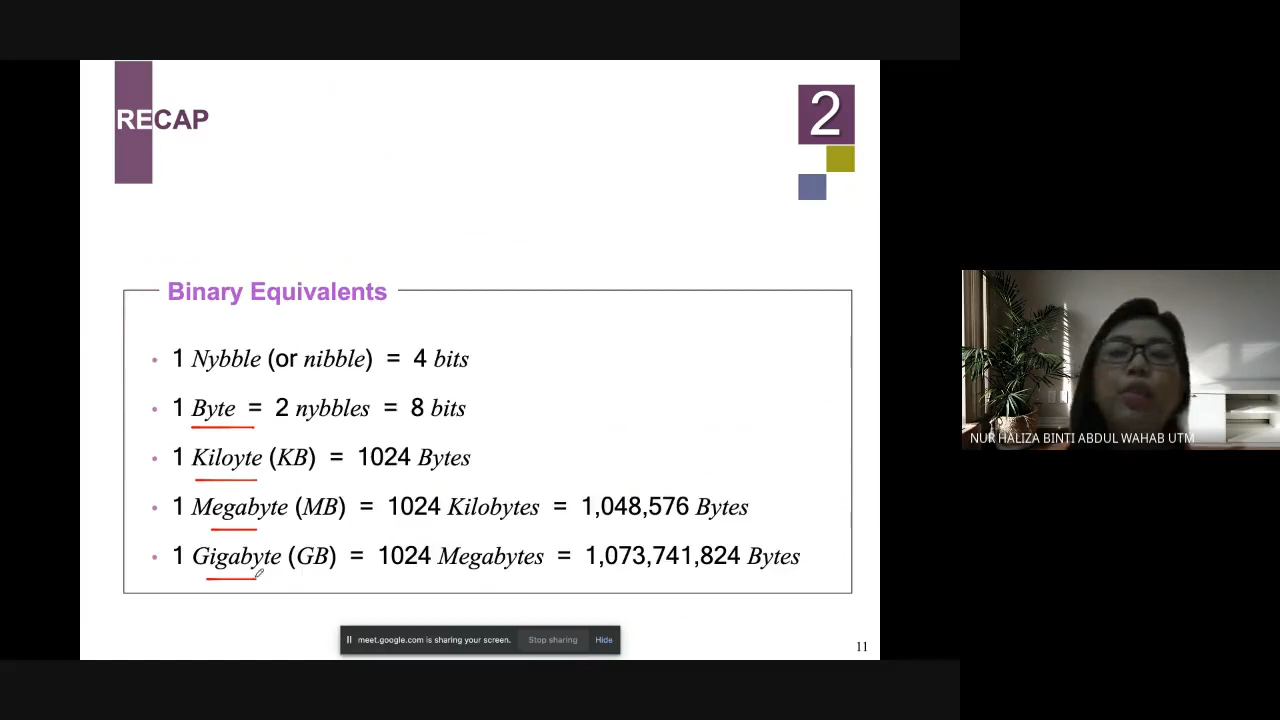 RECAP
2
Binary Equivalents
• 1 Nybble (or nibble) = 4 bits
• 1 Byte = 2 nybbles = 8 bits
• 1 Kiloyte (KB) = 1024 Bytes
• 1 Megabyte (MB) = 1024 Kilobytes = 1,048,576 Bytes
• 1 Gigabyte (GB) = 1024 Megabytes = 1,073,741,824 Bytes
NUR HALIZA BINTI ABDUL WAHAB UTM
meet.google.com is sharing your screen. Stop sharing Hide
11